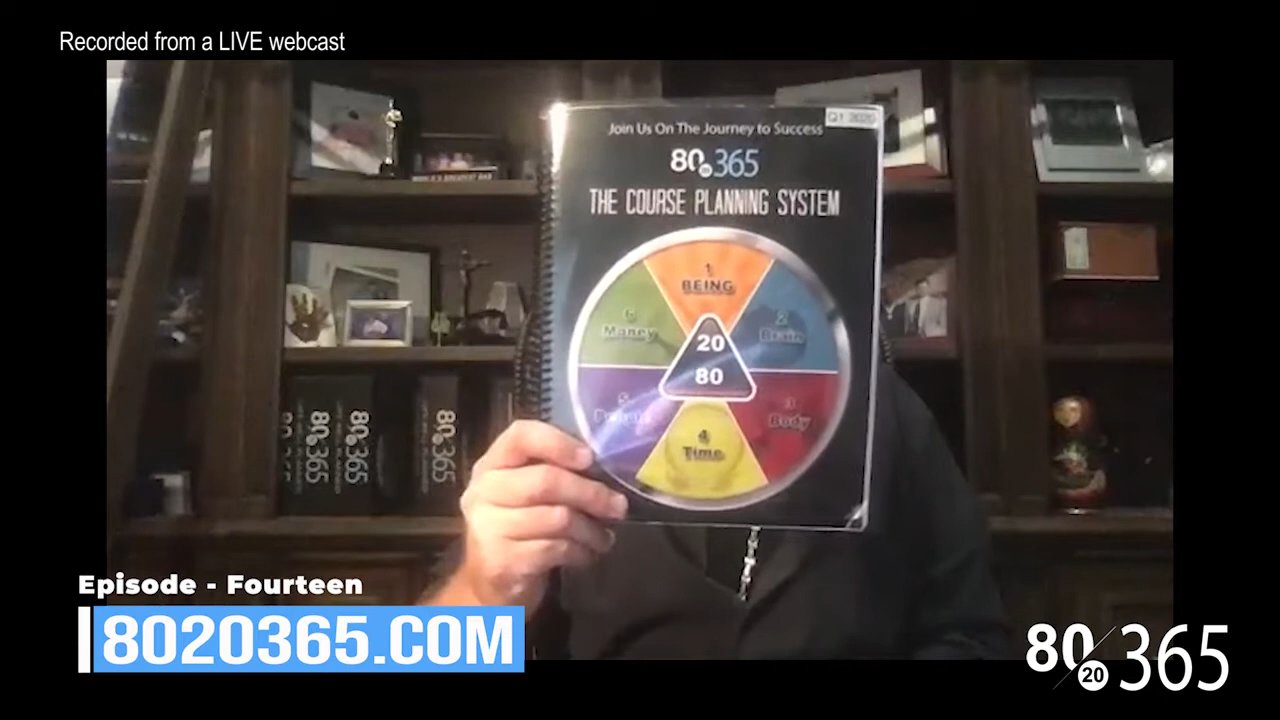 Recorded from a LIVE webcast
Q1 2020
Join Us On The Journey to Success
80 20 365
THE COURSE PLANNING SYSTEM
1
BEING
6
Money
2
Brain
20
80
5
3
Body
4
Time
80 20 365
80 20 365
80 20 365
Episode - Fourteen
8020365.COM
80 20 365